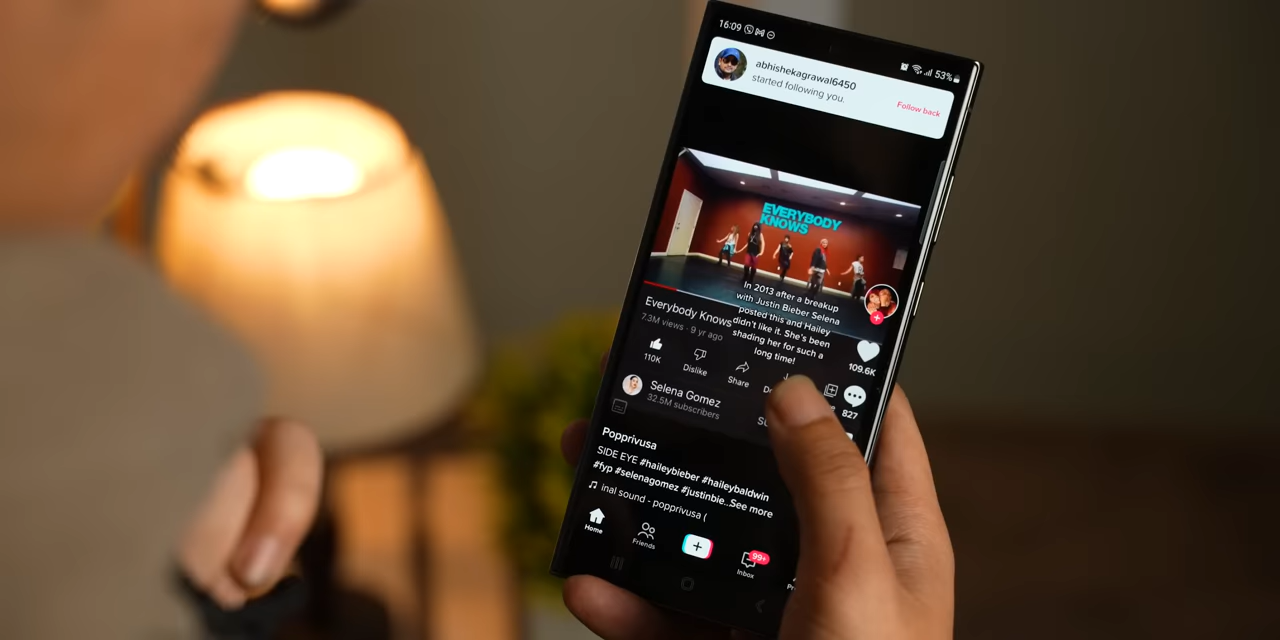 16:09
53%
abhishekagrawal6450
started following you.
Follow back
EVERYBODY
KNOWS
In 2013 after a breakup
with Justin Bieber Selena
posted this and Hailey
didn't like it. She's been
shading her for such a
long time!
Everybody Knows
7.3M views · 9 yr ago
110K
Dislike
Share
109.6K
827
Selena Gomez
32.5M subscribers
Popprivusa
SIDE EYE #haileybieber #haileybaldwin
#fyp #selenagomez #justinbie...See more
inal sound - popprivusa (
Home
Friends
Inbox
99+